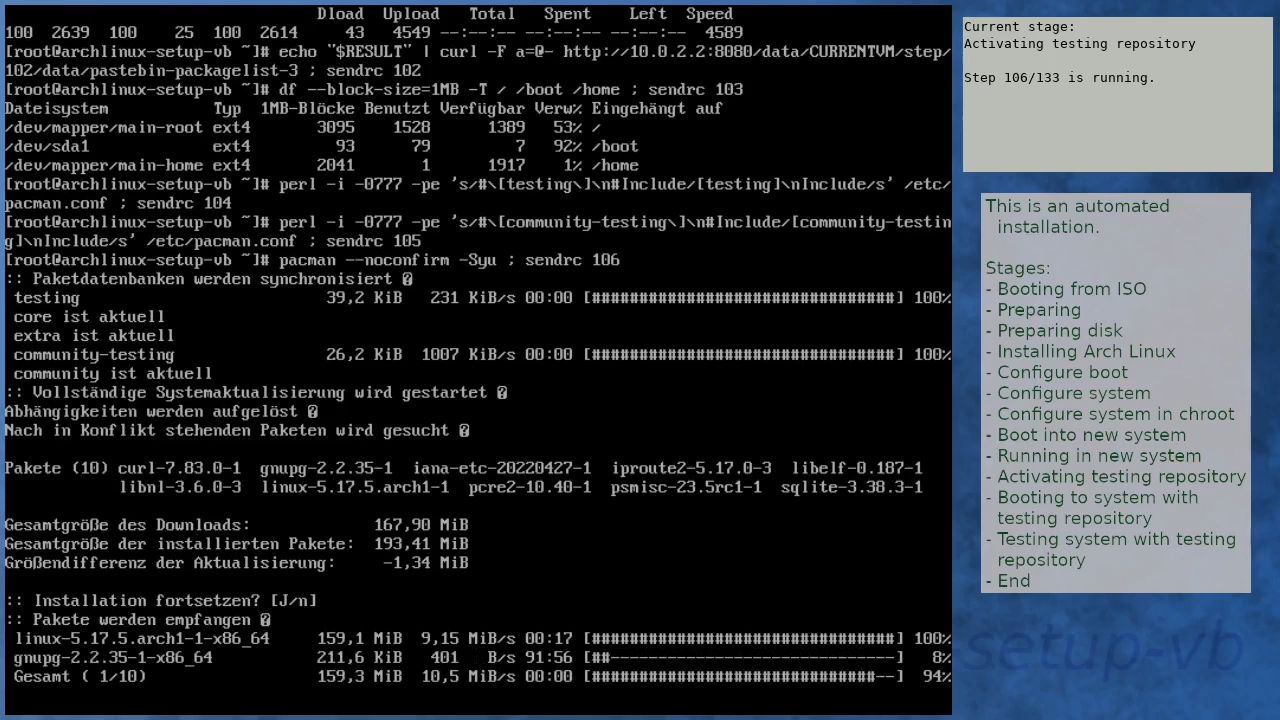 Dload  Upload   Total   Spent    Left  Speed
100  2639  100    25  100  2614     43   4549 --:--:-- --:--:-- --:--:--  4589
[root@archlinux-setup-vb ~]# echo "$RESULT" | curl -F a=@- http://10.0.2.2:8080/data/CURRENTVM/step/
102/data/pastebin-packagelist-3 ; sendrc 102
[root@archlinux-setup-vb ~]# df --block-size=1MB -T / /boot /home ; sendrc 103
Dateisystem           Typ  1MB-Blöcke Benutzt Verfügbar Verw% Eingehängt auf
/dev/mapper/main-root ext4       3095    1528      1389   53% /
/dev/sda1             ext4         93      79         7   92% /boot
/dev/mapper/main-home ext4       2041       1      1917    1% /home
[root@archlinux-setup-vb ~]# perl -i -0777 -pe 's/#\[testing\]\n#Include/[testing]\nInclude/s' /etc/
pacman.conf ; sendrc 104
[root@archlinux-setup-vb ~]# perl -i -0777 -pe 's/#\[community-testing\]\n#Include/[community-testin
g]\nInclude/s' /etc/pacman.conf ; sendrc 105
[root@archlinux-setup-vb ~]# pacman --noconfirm -Syu ; sendrc 106
:: Paketdatenbanken werden synchronisiert �
 testing                          39,2 KiB   231 KiB/s 00:00 [################################] 100%
 core ist aktuell
 extra ist aktuell
 community-testing                26,2 KiB  1007 KiB/s 00:00 [################################] 100%
 community ist aktuell
:: Vollständige Systemaktualisierung wird gestartet �
Abhängigkeiten werden aufgelöst �
Nach in Konflikt stehenden Paketen wird gesucht �
Pakete (10) curl-7.83.0-1  gnupg-2.2.35-1  iana-etc-20220427-1  iproute2-5.17.0-3  libelf-0.187-1
            libnl-3.6.0-3  linux-5.17.5.arch1-1  pcre2-10.40-1  psmisc-23.5rc1-1  sqlite-3.38.3-1
Gesamtgröße des Downloads:             167,90 MiB
Gesamtgröße der installierten Pakete:  193,41 MiB
Größendifferenz der Aktualisierung:     -1,34 MiB
:: Installation fortsetzen? [J/n]
:: Pakete werden empfangen �
 linux-5.17.5.arch1-1-x86_64     159,1 MiB  9,15 MiB/s 00:17 [################################] 100%
 gnupg-2.2.35-1-x86_64           211,6 KiB  401   B/s 91:56 [##------------------------------]   8%
 Gesamt ( 1/10)                  159,3 MiB  10,5 MiB/s 00:00 [##############################--]  94%
Current stage:
Activating testing repository
Step 106/133 is running.
This is an automated
installation.
Stages:
- Booting from ISO
- Preparing
- Preparing disk
- Installing Arch Linux
- Configure boot
- Configure system
- Configure system in chroot
- Boot into new system
- Running in new system
- Activating testing repository
- Booting to system with
testing repository
- Testing system with testing
repository
- End
setup-vb